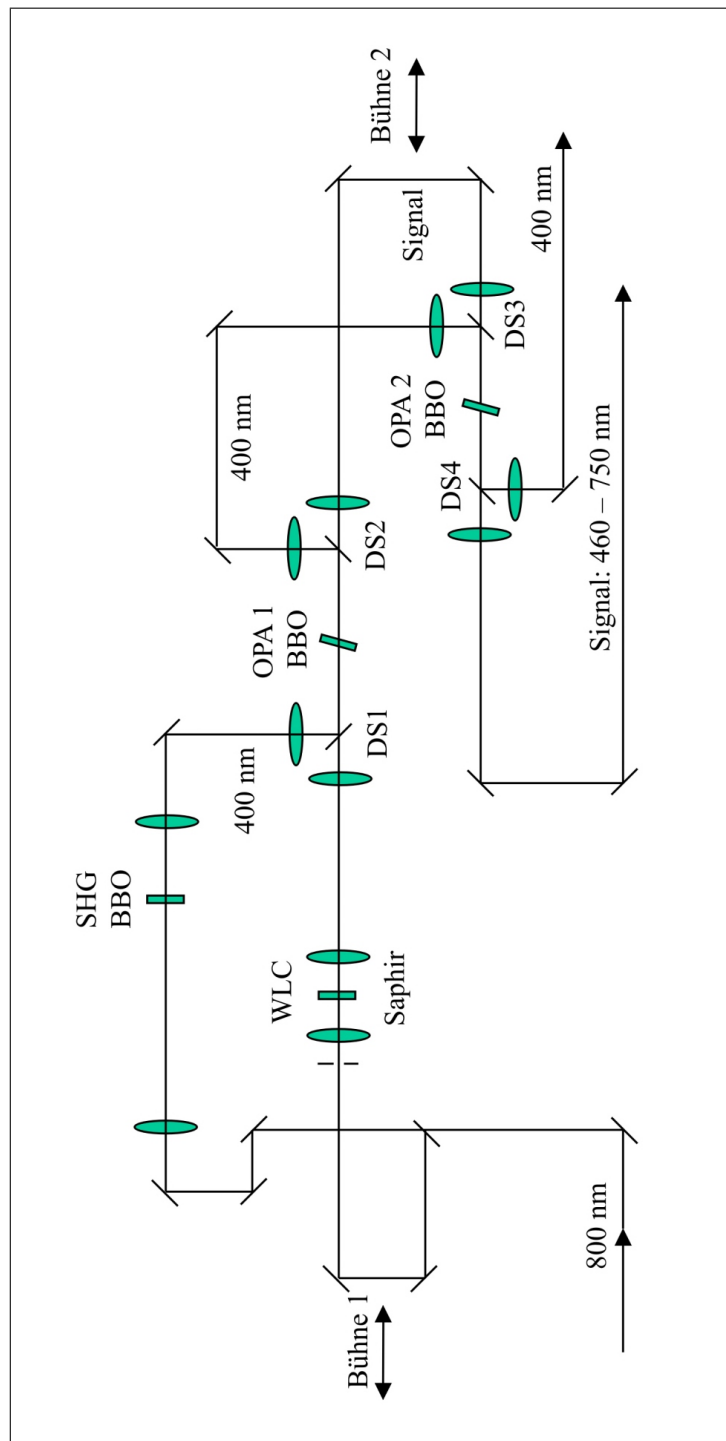 Bühne 2
Signal
400 nm
400 nm
DS3
OPA 2
BBO
DS4
Signal: 460 – 750 nm
DS2
OPA 1
BBO
DS1
400 nm
SHG
BBO
WLC
Saphir
800 nm
Bühne 1